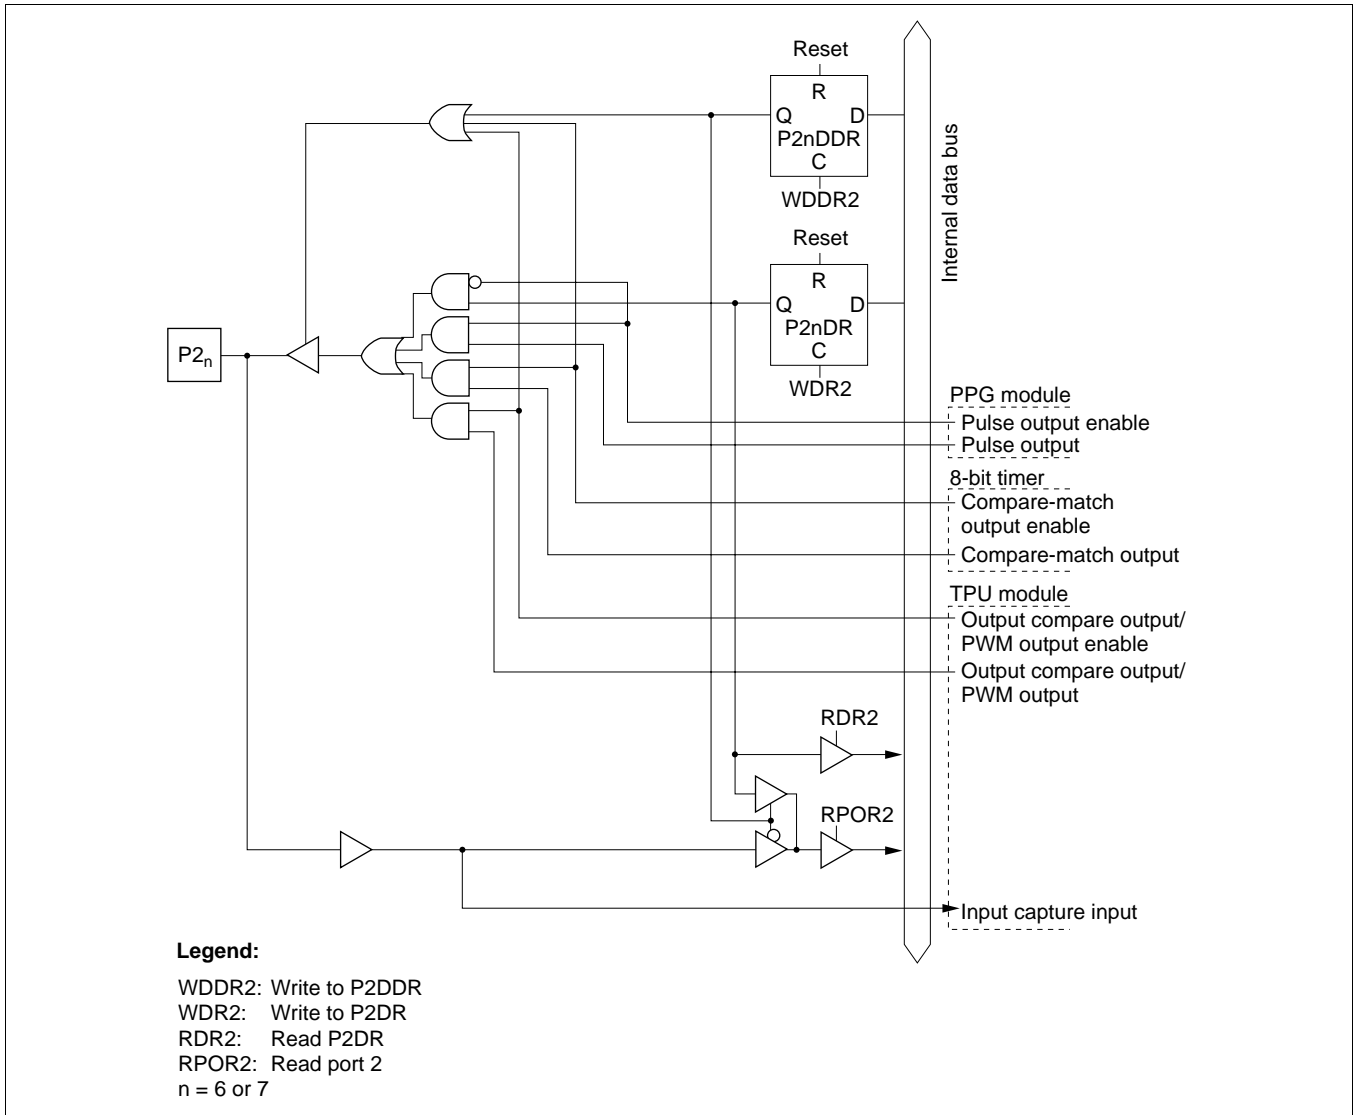 Reset
R
Q D
P2nDDR
C
WDDR2
Internal data bus
Reset
R
Q D
P2nDR
C
WDR2
P2n
PPG module
Pulse output enable
Pulse output
8-bit timer
Compare-match
output enable
Compare-match output
TPU module
Output compare output/
PWM output enable
Output compare output/
PWM output
RDR2
RPOR2
Input capture input
Legend:
WDDR2: Write to P2DDR
WDR2: Write to P2DR
RDR2: Read P2DR
RPOR2: Read port 2
n = 6 or 7